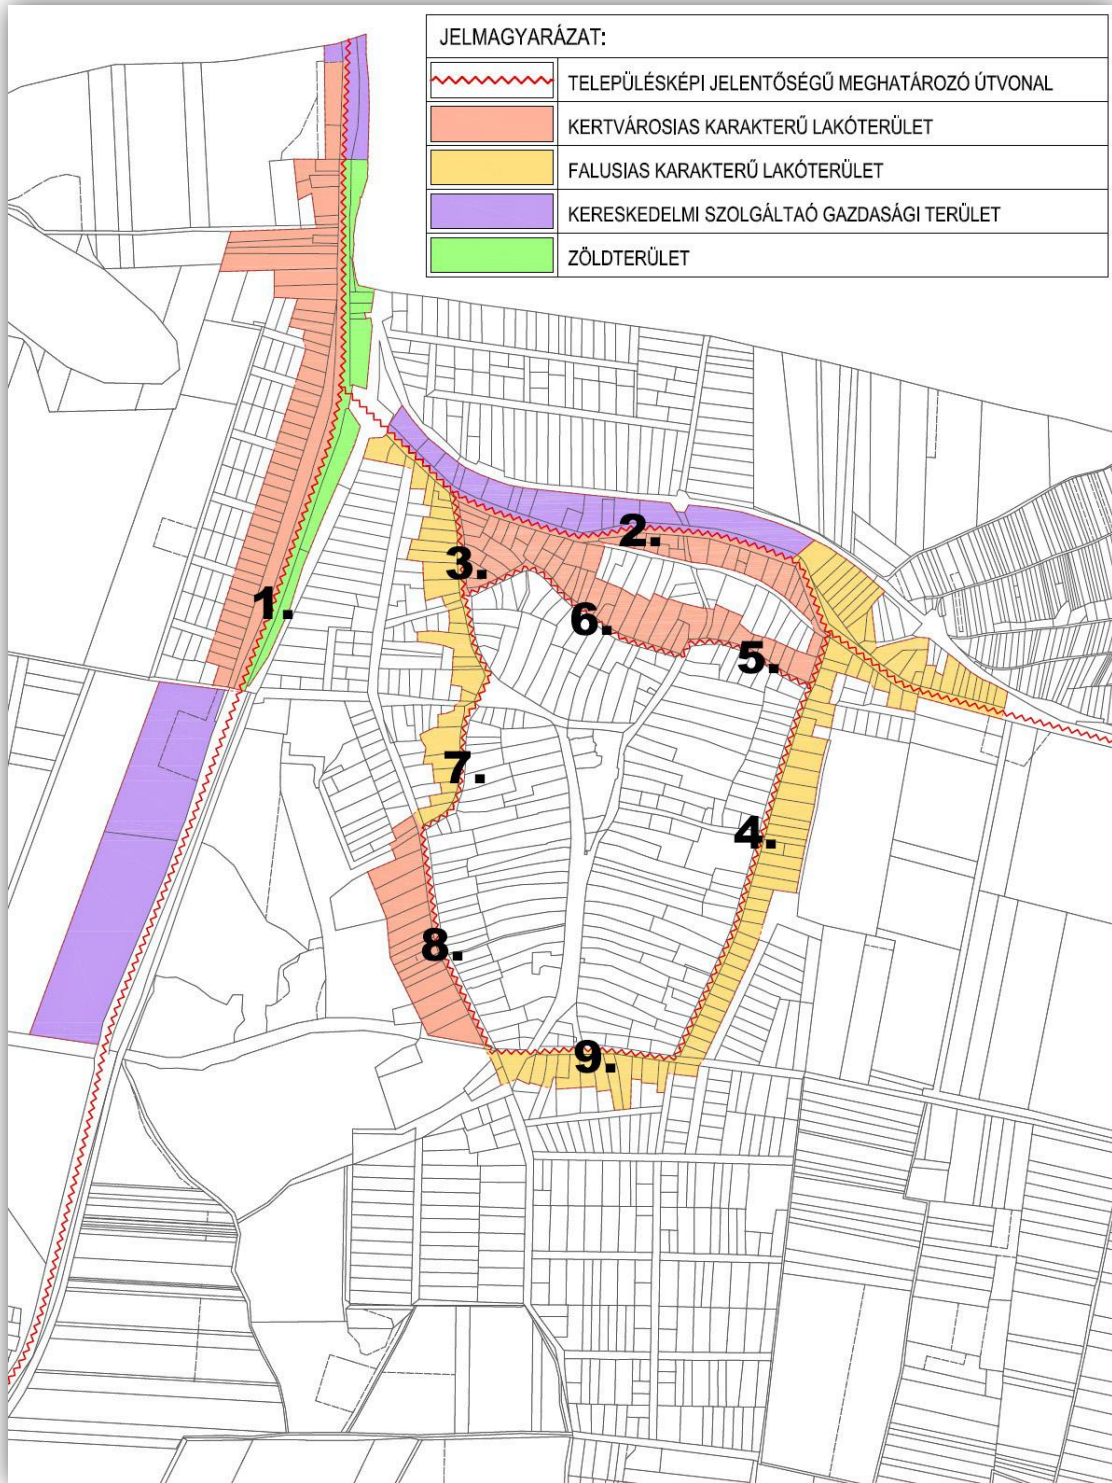 JELMAGYARÁZAT:
TELEPÜLÉSKÉPI JELENTŐSÉGŰ MEGHATÁROZÓ ÚTVONAL
KERTVÁROSIAS KARAKTERŰ LAKÓTERÜLET
FALUSIAS KARAKTERŰ LAKÓTERÜLET
KERESKEDELMI SZOLGÁLTAÓ GAZDASÁGI TERÜLET
ZÖLDTERÜLET
2.
3.
1.
6.
5.
7.
4.
8.
9.